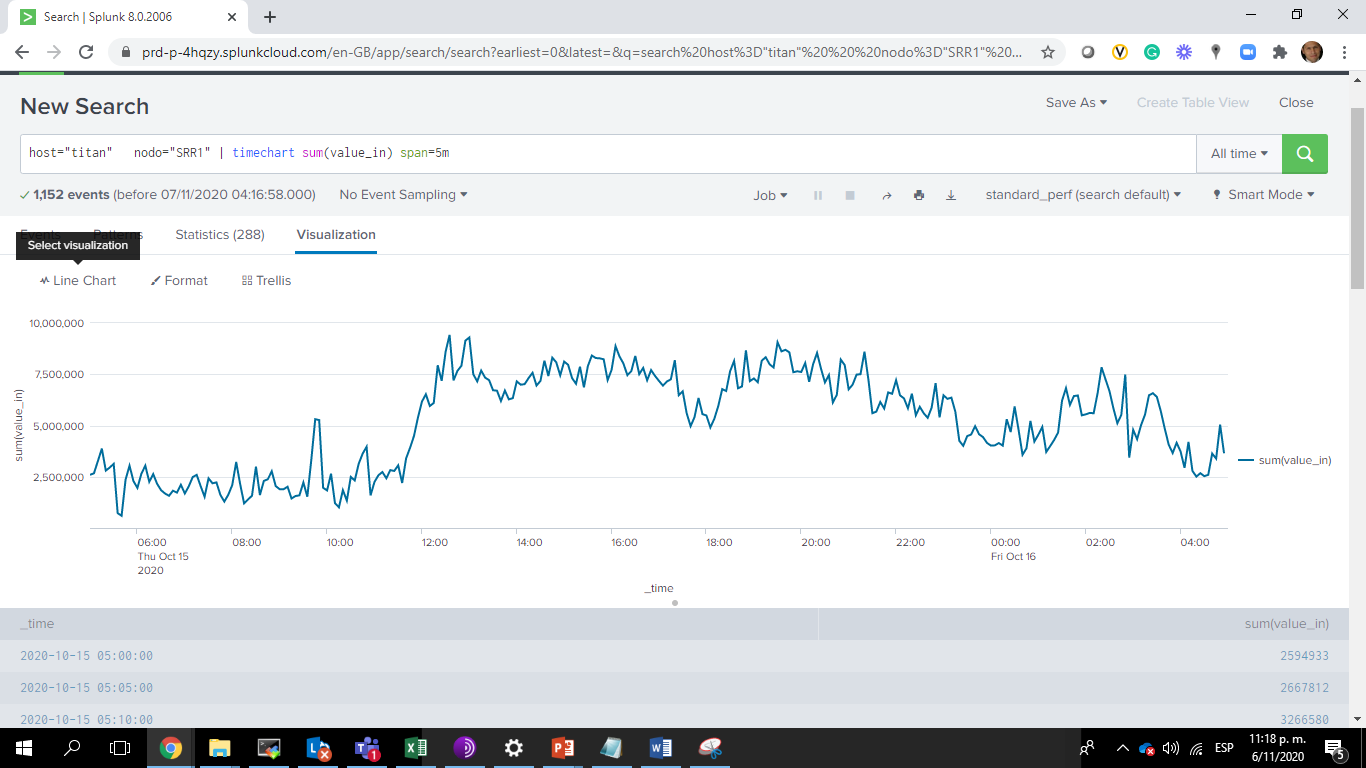 Search | Splunk 8.0.2006
prd-p-4hqzy.splunkcloud.com/en-GB/app/search/search?earliest=0&latest=&q=search%20host%3D"titan"%20%20%20nodo%3D"SRR1"%20...
New Search
Save As
Create Table View
Close
host="titan"   nodo="SRR1" | timechart sum(value_in) span=5m
All time
1,152 events (before 07/11/2020 04:16:58.000)
No Event Sampling
Job
standard_perf (search default)
Smart Mode
Events
Patterns
Statistics (288)
Visualization
Select visualization
Line Chart
Format
Trellis
10,000,000
7,500,000
5,000,000
2,500,000
sum(value_in)
sum(value_in)
06:00
08:00
10:00
12:00
14:00
16:00
18:00
20:00
22:00
00:00
02:00
04:00
Thu Oct 15
2020
Fri Oct 16
_time
_time
sum(value_in)
2020-10-15 05:00:00
2594933
2020-10-15 05:05:00
2667812
2020-10-15 05:10:00
3266580
1
ESP
11:18 p. m.
6/11/2020
5